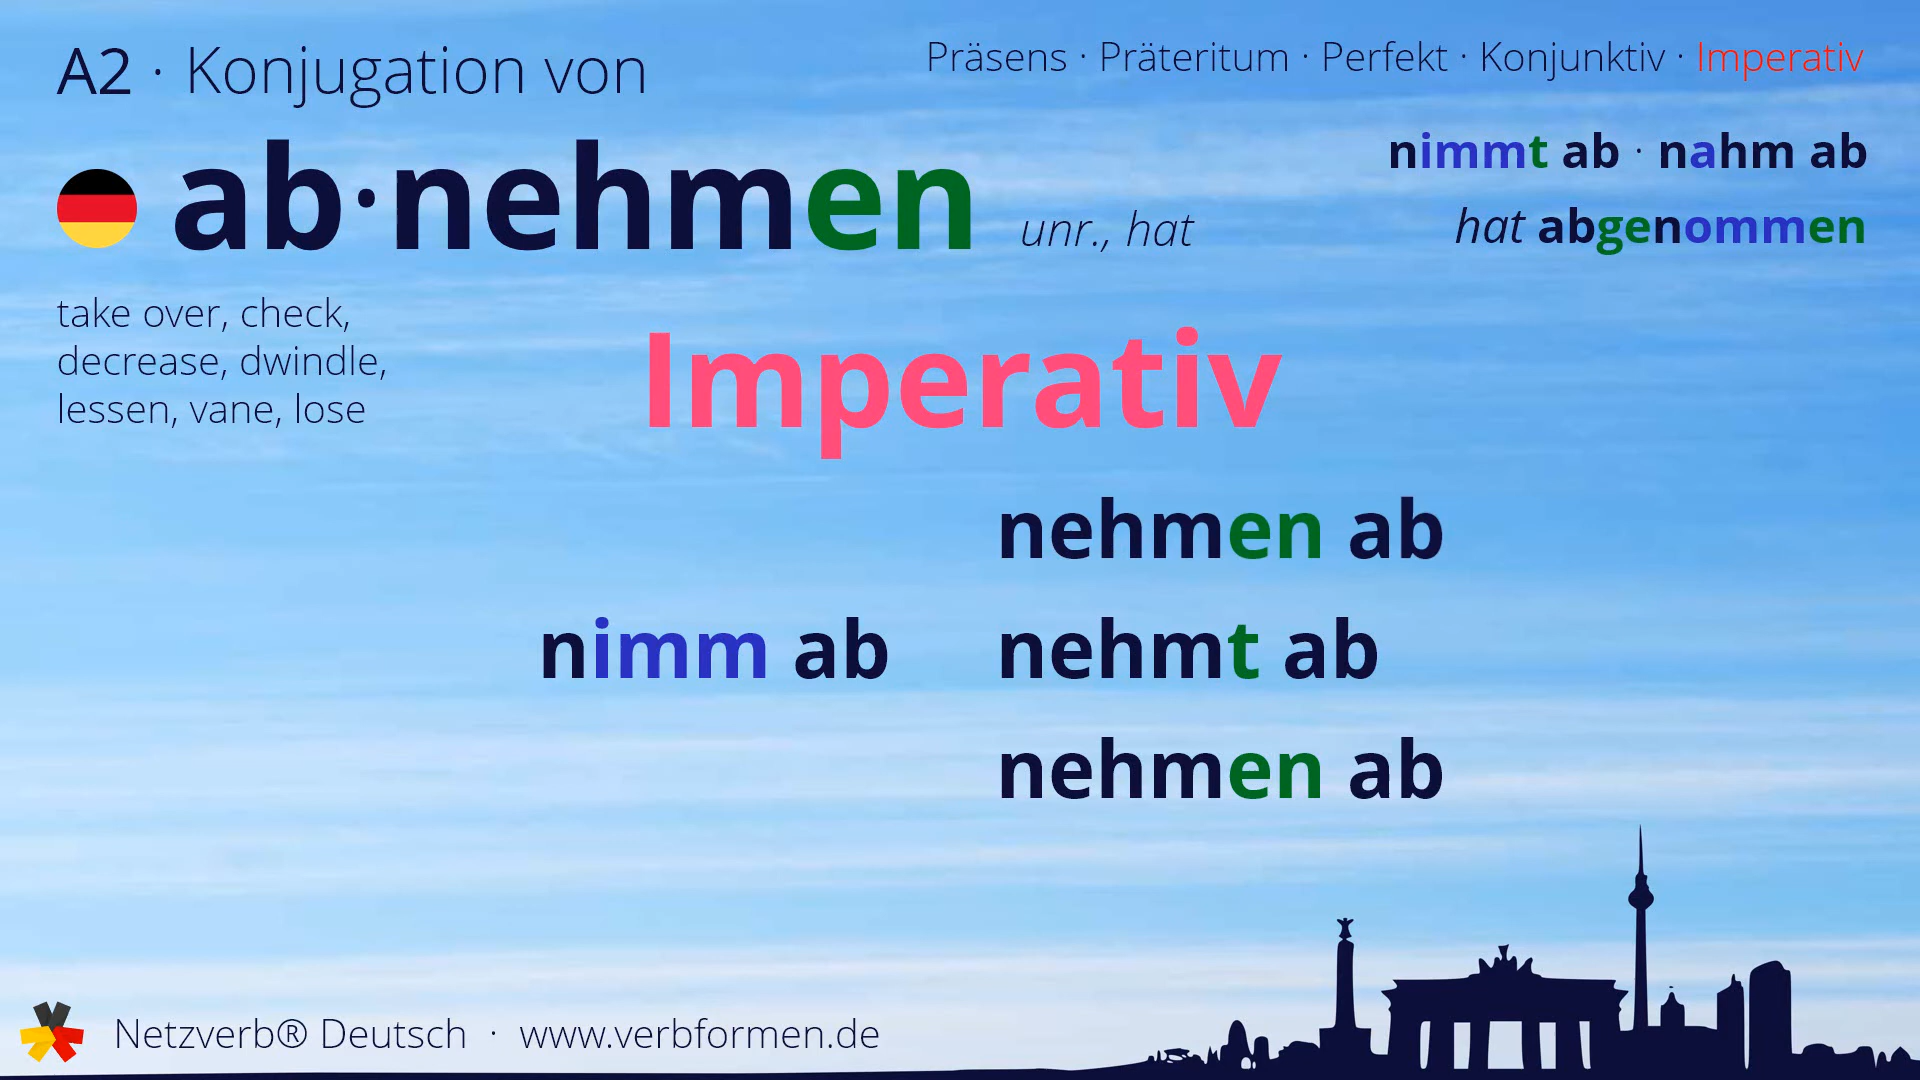 A2 · Konjugation von
Präsens · Präteritum · Perfekt · Konjunktiv · Imperativ
ab·nehmen unr., hat
nimmt ab · nahm ab
hat abgenommen
take over, check,
decrease, dwindle,
lessen, vane, lose
Imperativ
nehmen ab
nimm ab nehmt ab
nehmen ab
Netzverb® Deutsch · www.verbformen.de